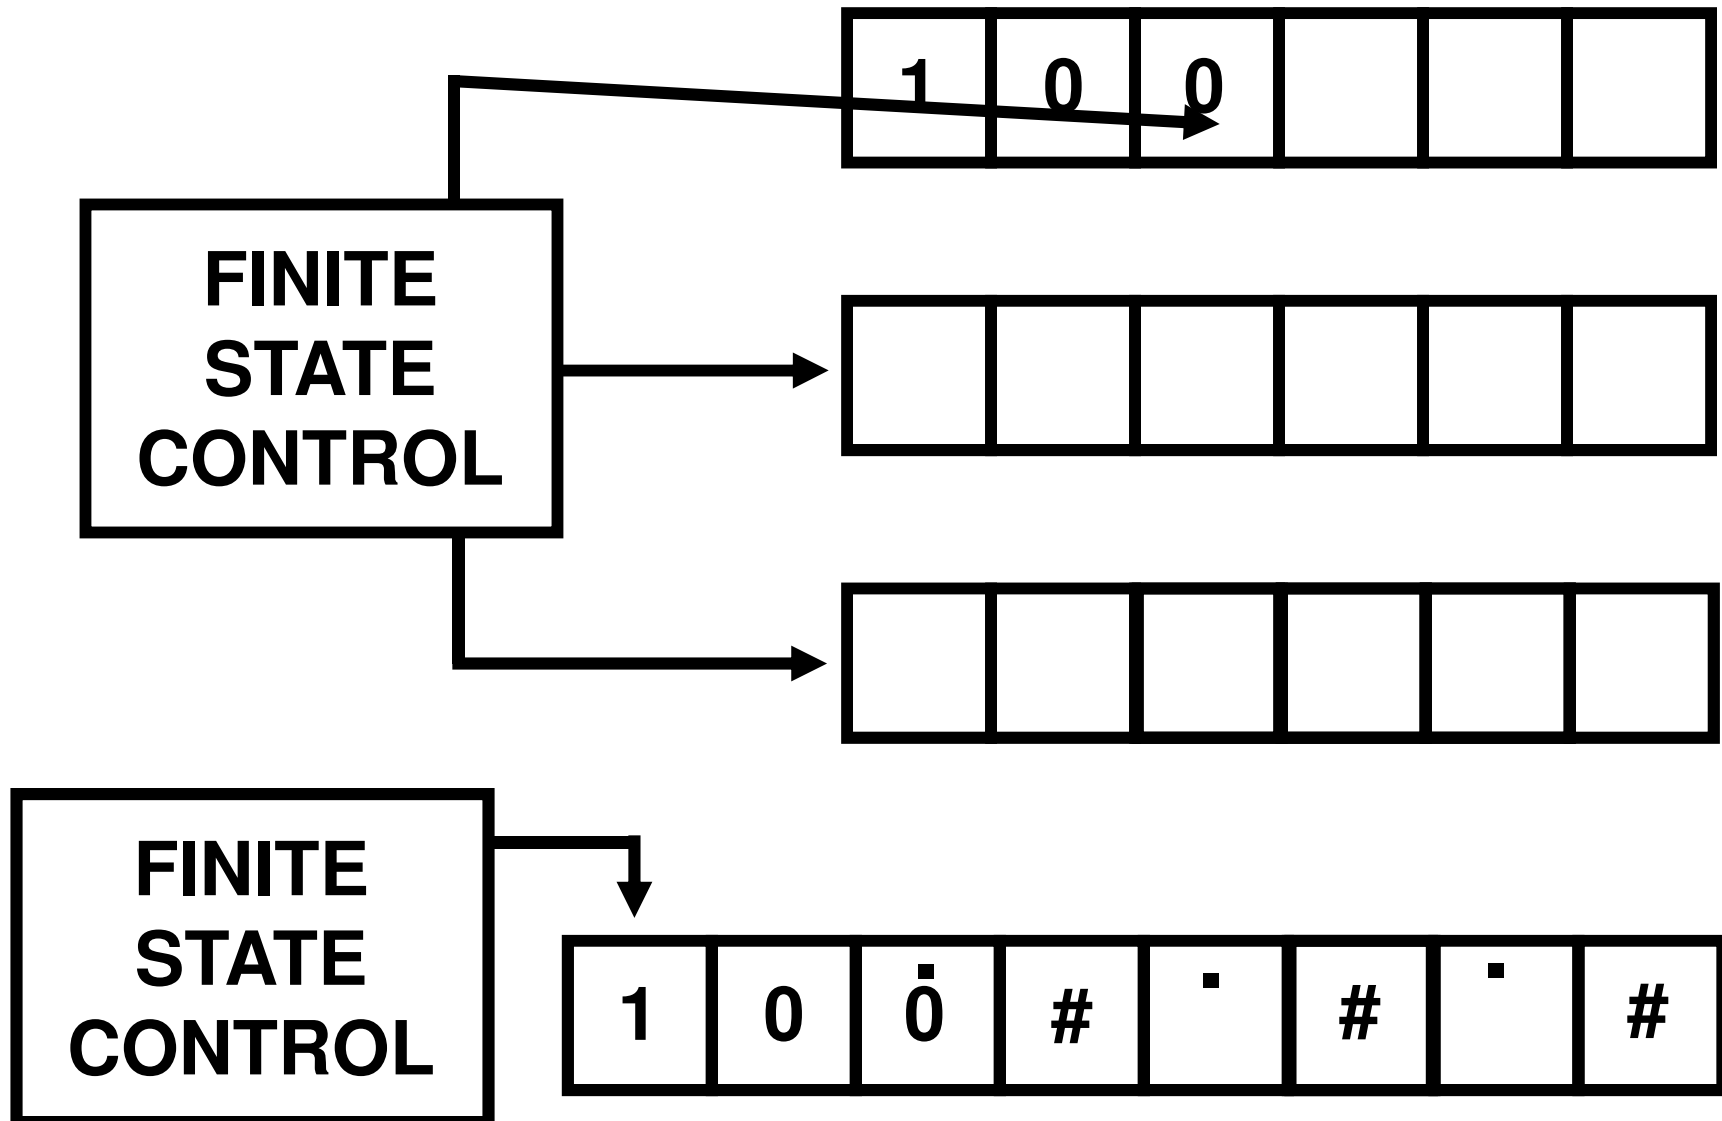 1 0 0
FINITE
STATE
CONTROL
FINITE
STATE
CONTROL
1 0 0̇ # ˙ # ˙ #